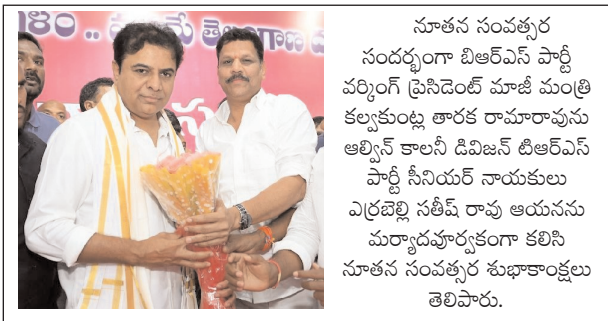 గళం .. తెలంగాణ
నూతన సంవత్సర
సందర్భంగా బిఆర్ఎస్ పార్టీ
వర్కింగ్ ప్రెసిడెంట్ మాజీ మంత్రి
కల్వకుంట్ల తారక రామారావును
ఆల్విన్ కాలనీ డివిజన్ టిఆర్ఎస్
పార్టీ సీనియర్ నాయకులు
ఎర్రబెల్లి సతీష్ రావు ఆయనను
మర్యాదపూర్వకంగా కలిసి
నూతన సంవత్సర శుభాకాంక్షలు
తెలిపారు.